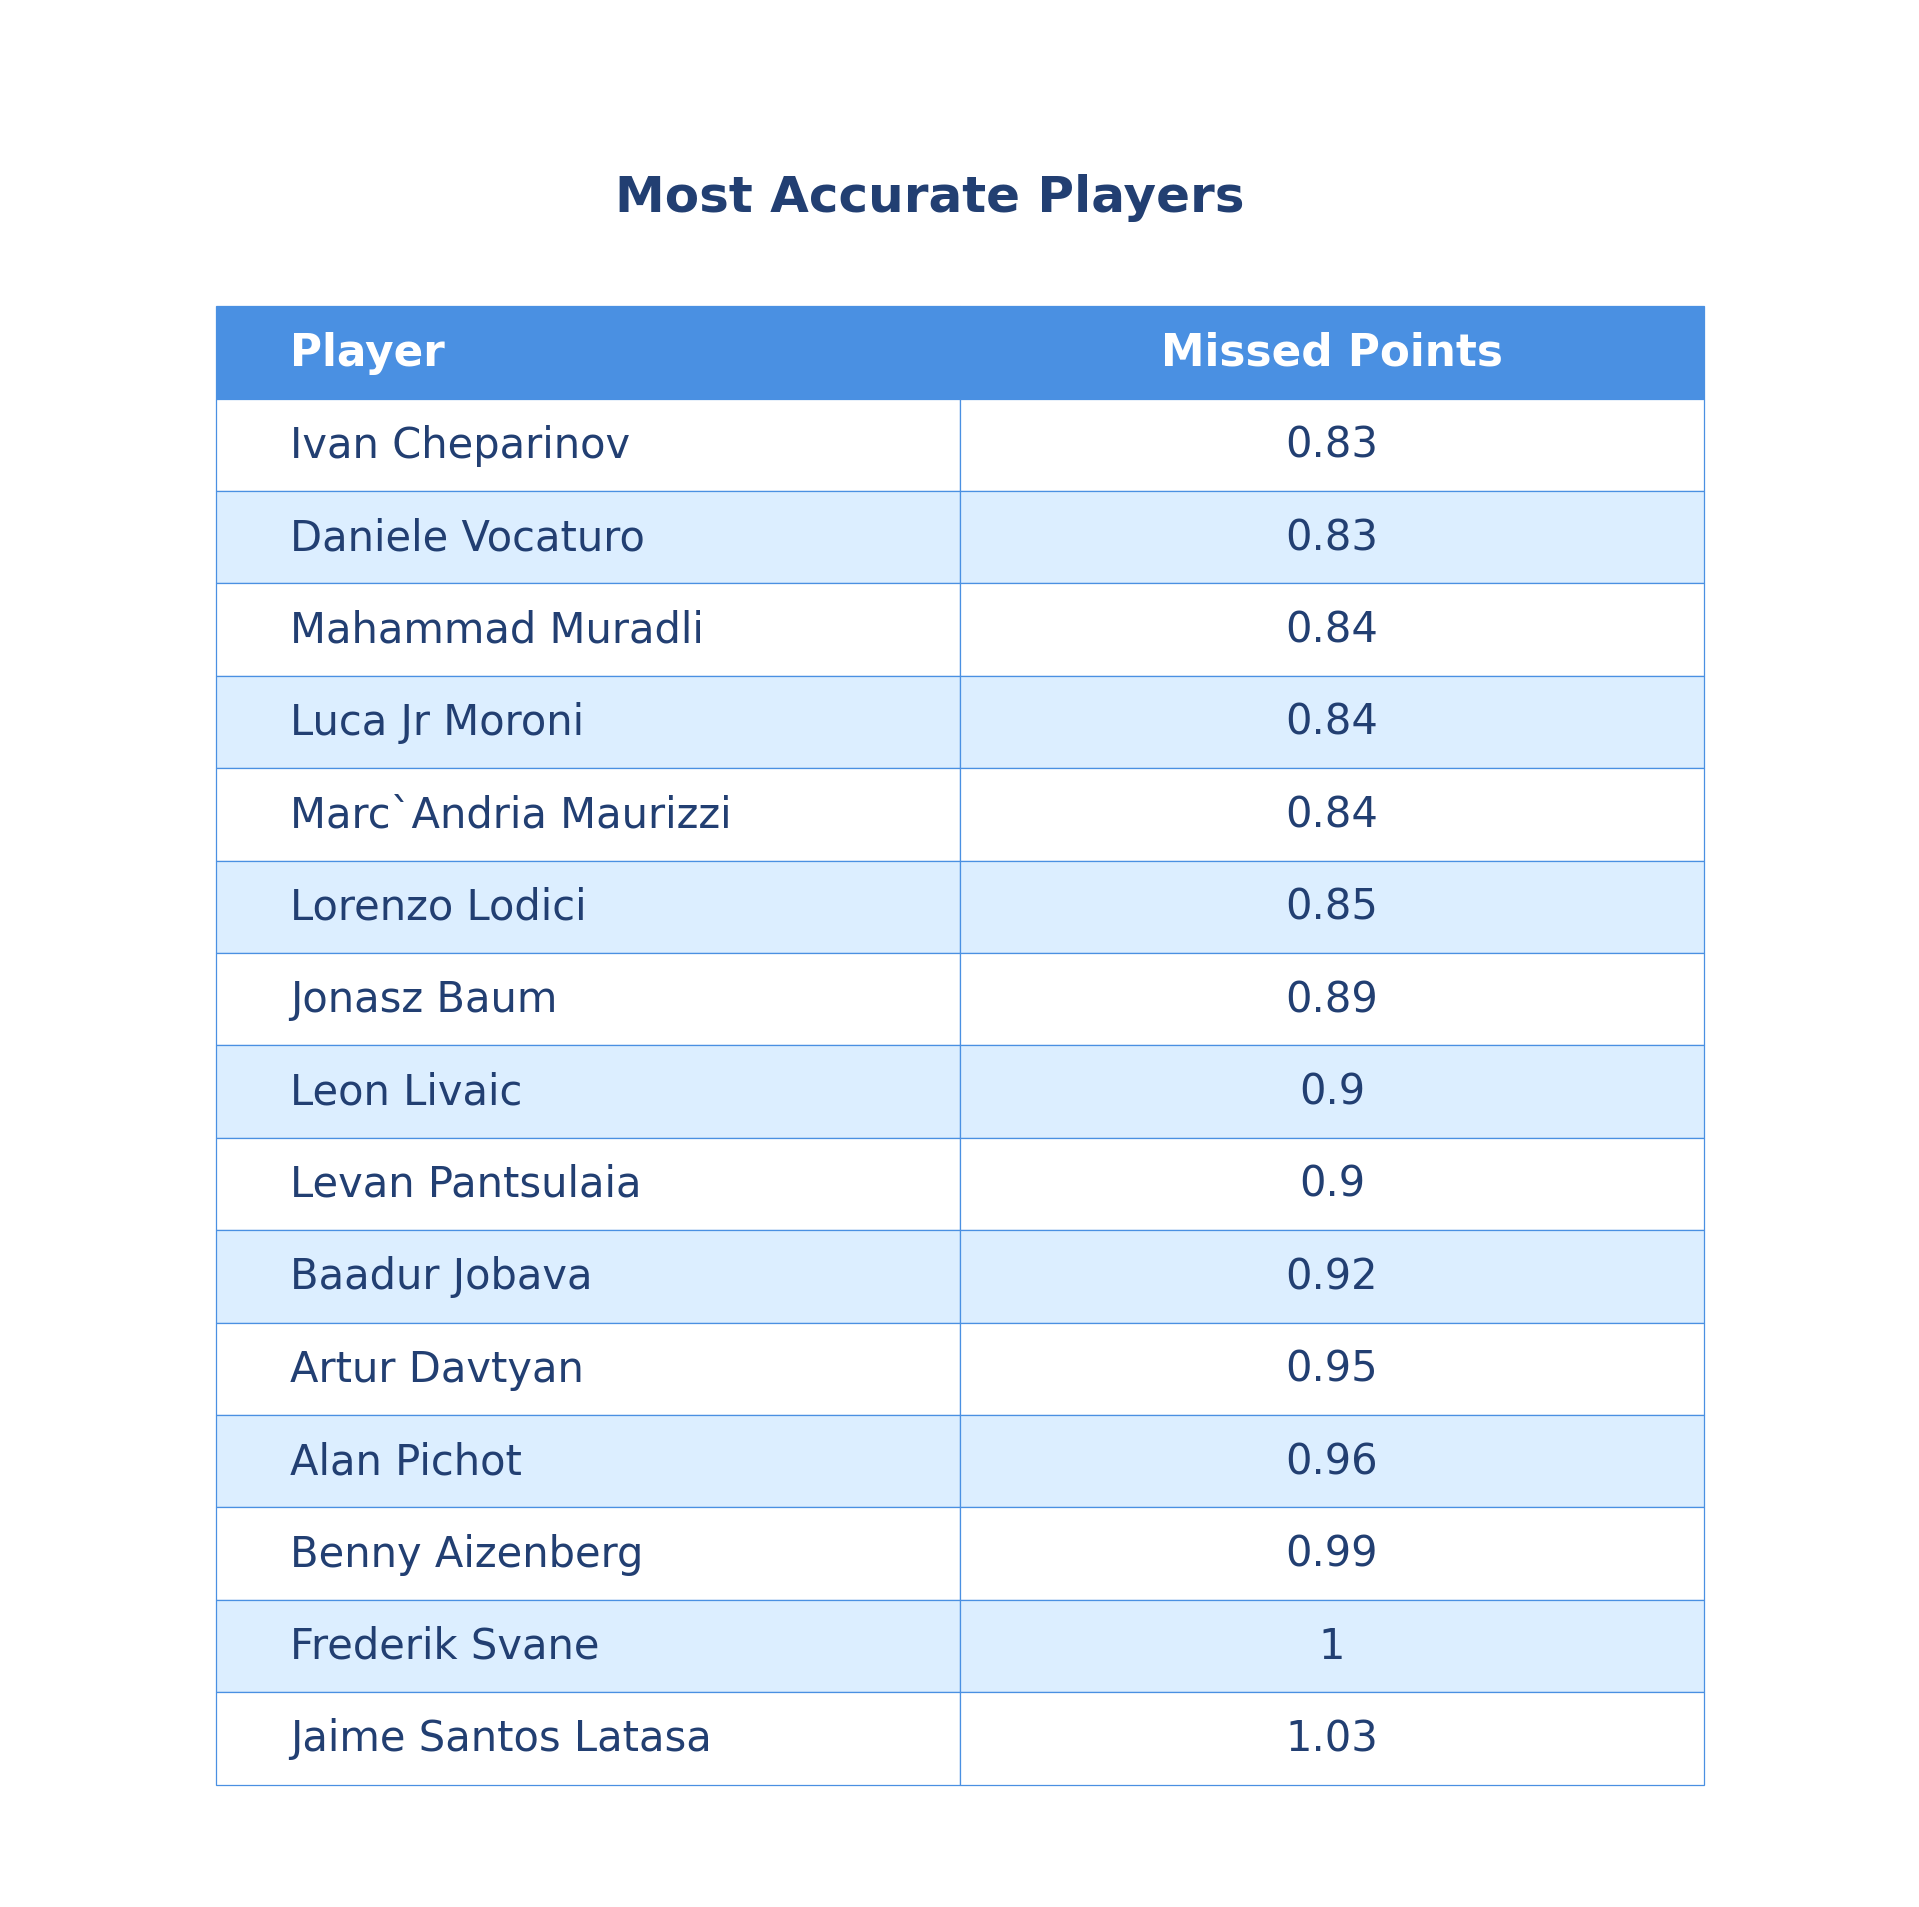 Most Accurate Players
Player Missed Points
Ivan Cheparinov 0.83
Daniele Vocaturo 0.83
Mahammad Muradli 0.84
Luca Jr Moroni 0.84
Marc`Andria Maurizzi 0.84
Lorenzo Lodici 0.85
Jonasz Baum 0.89
Leon Livaic 0.9
Levan Pantsulaia 0.9
Baadur Jobava 0.92
Artur Davtyan 0.95
Alan Pichot 0.96
Benny Aizenberg 0.99
Frederik Svane 1
Jaime Santos Latasa 1.03